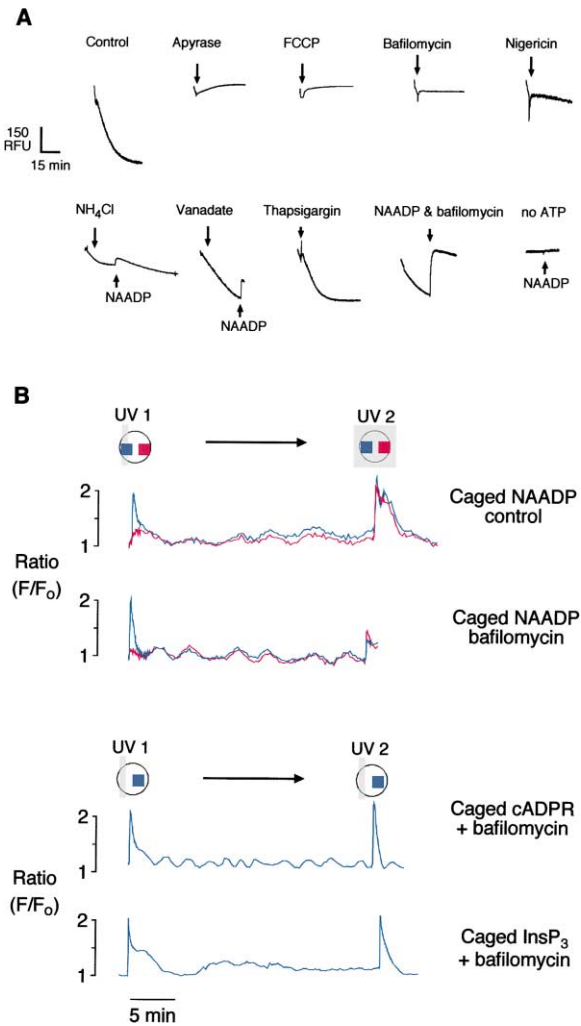 A
Control
Apyrase
FCCP
Bafilomycin
Nigericin
150
RFU
15 min
NH4Cl
Vanadate
Thapsigargin
NAADP & bafilomycin
no ATP
NAADP
NAADP
NAADP
B
UV 1
UV 2
2
1
Caged NAADP
control
Ratio
(F/Fo)
2
1
Caged NAADP
bafilomycin
UV 1
UV 2
2
1
Caged cADPR
+ bafilomycin
Ratio
(F/Fo)
2
1
Caged InsP3
+ bafilomycin
5 min